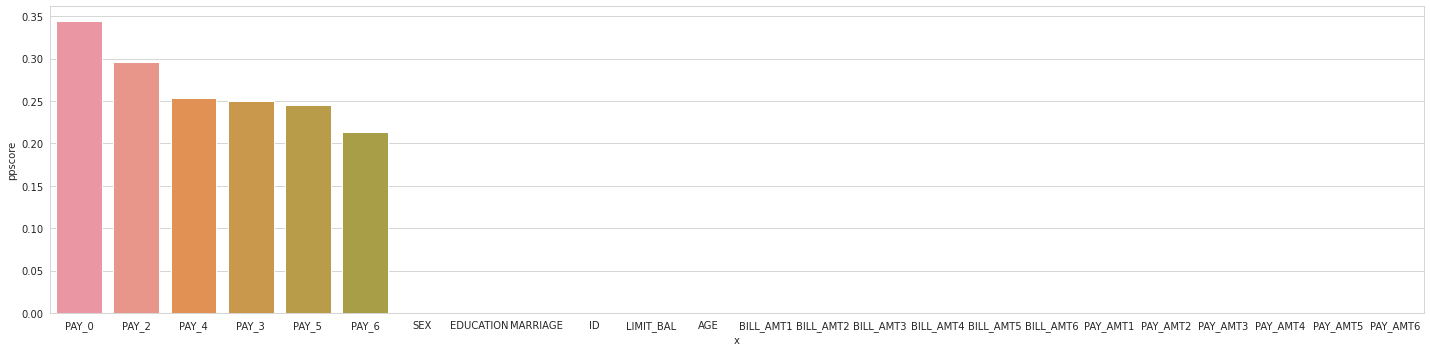 0.35
0.30
0.25
0.20
0.15
0.10
0.05
0.00
ppscore
PAY_0 PAY_2 PAY_4 PAY_3 PAY_5 PAY_6 SEX EDUCATION MARRIAGE ID LIMIT_BAL AGE BILL_AMT1 BILL_AMT2 BILL_AMT3 BILL_AMT4 BILL_AMT5 BILL_AMT6 PAY_AMT1 PAY_AMT2 PAY_AMT3 PAY_AMT4 PAY_AMT5 PAY_AMT6
x